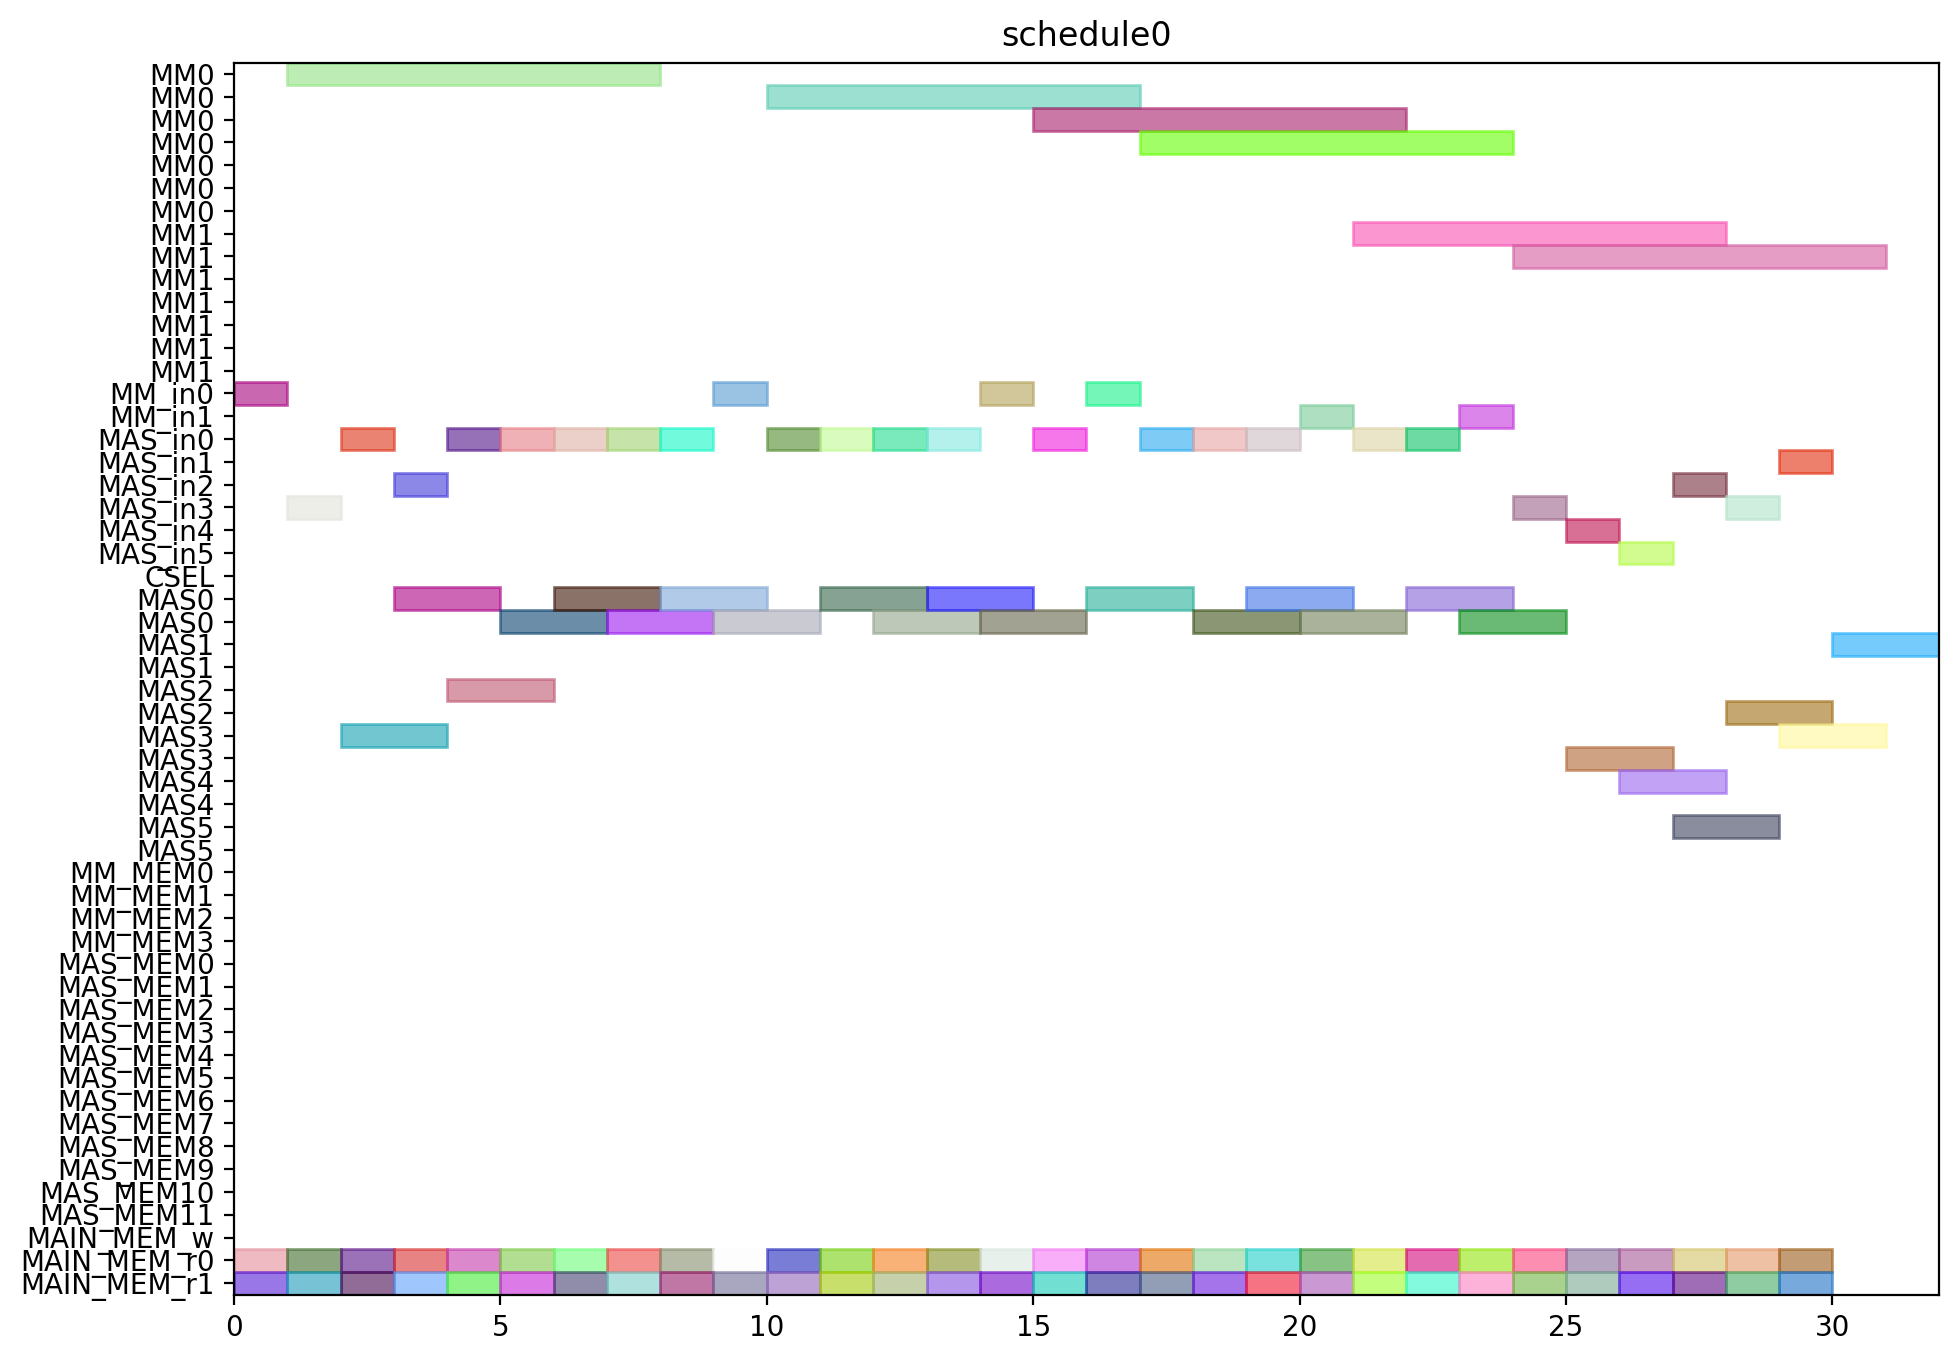 schedule0
MM0
MM0
MM0
MM0
MM0
MM0
MM0
MM1
MM1
MM1
MM1
MM1
MM1
MM1
MM_in0
MM_in1
MAS_in0
MAS_in1
MAS_in2
MAS_in3
MAS_in4
MAS_in5
CSEL
MAS0
MAS0
MAS1
MAS1
MAS2
MAS2
MAS3
MAS3
MAS4
MAS4
MAS5
MAS5
MM_MEM0
MM_MEM1
MM_MEM2
MM_MEM3
MAS_MEM0
MAS_MEM1
MAS_MEM2
MAS_MEM3
MAS_MEM4
MAS_MEM5
MAS_MEM6
MAS_MEM7
MAS_MEM8
MAS_MEM9
MAS_MEM10
MAS_MEM11
MAIN_MEM_w
MAIN_MEM_r0
MAIN_MEM_r1
0 5 10 15 20 25 30